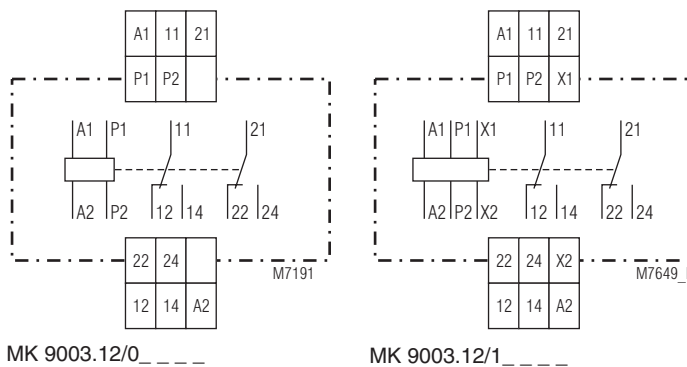 A1 11 21
P1 P2
A1 P1 11 21
A2 P2 12 14 22 24
22 24
M7191
12 14 A2
MK 9003.12/0_ _ _ _
A1 11 21
P1 P2 X1
A1 P1 X1 11 21
A2 P2 X2 12 14 22 24
22 24 X2
M7649_
12 14 A2
MK 9003.12/1_ _ _ _